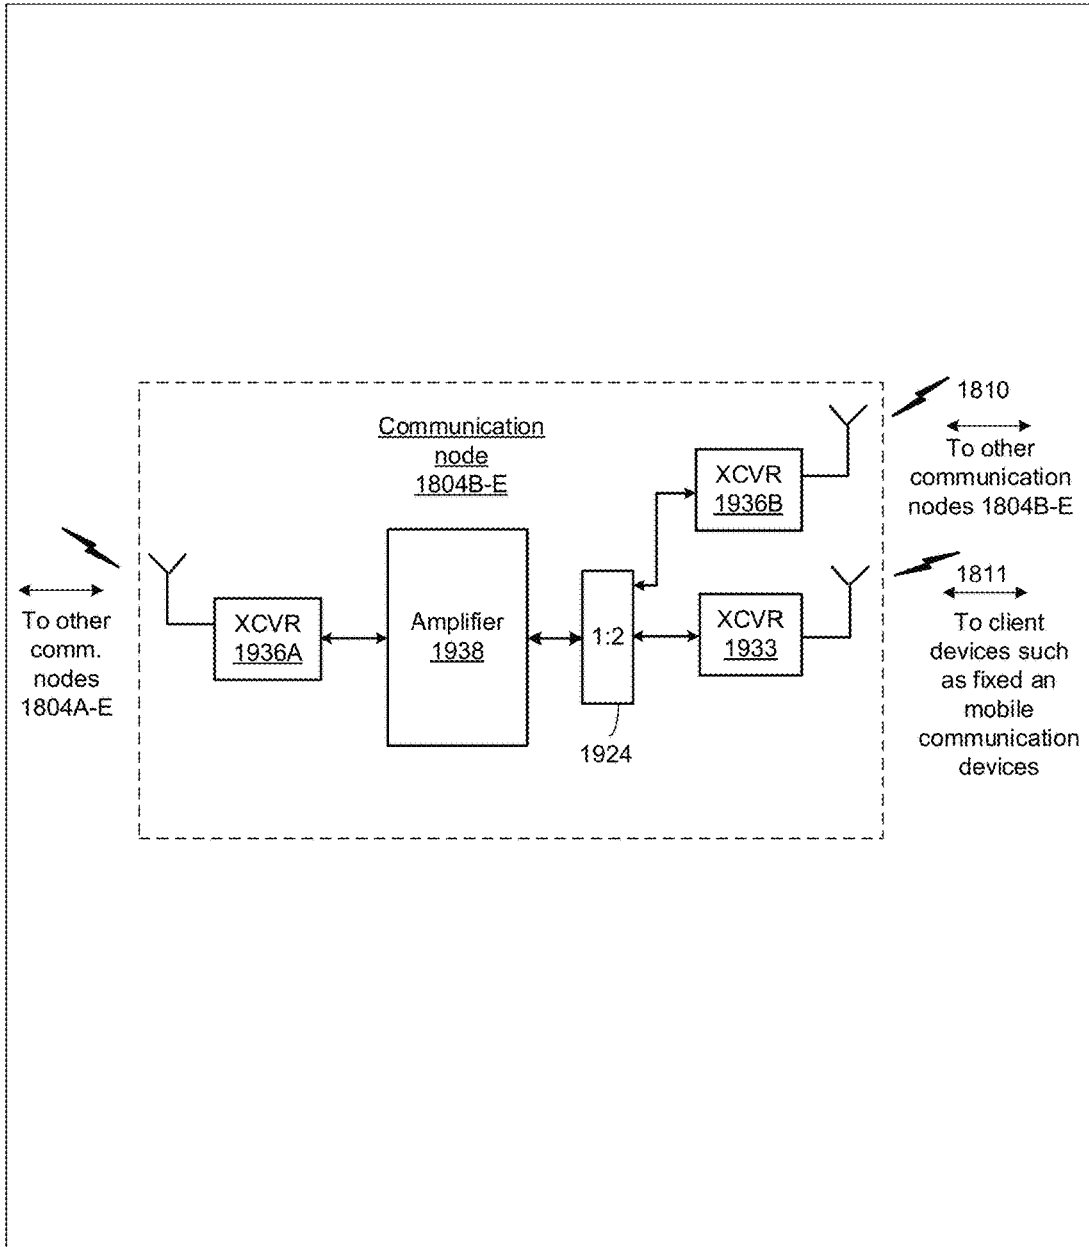 Communication
node
1804B-E
XCVR
1936A
Amplifier
1938
1:2
1924
XCVR
1936B
XCVR
1933
To other
comm.
nodes
1804A-E
1810
To other
communication
nodes 1804B-E
1811
To client
devices such
as fixed an
mobile
communication
devices